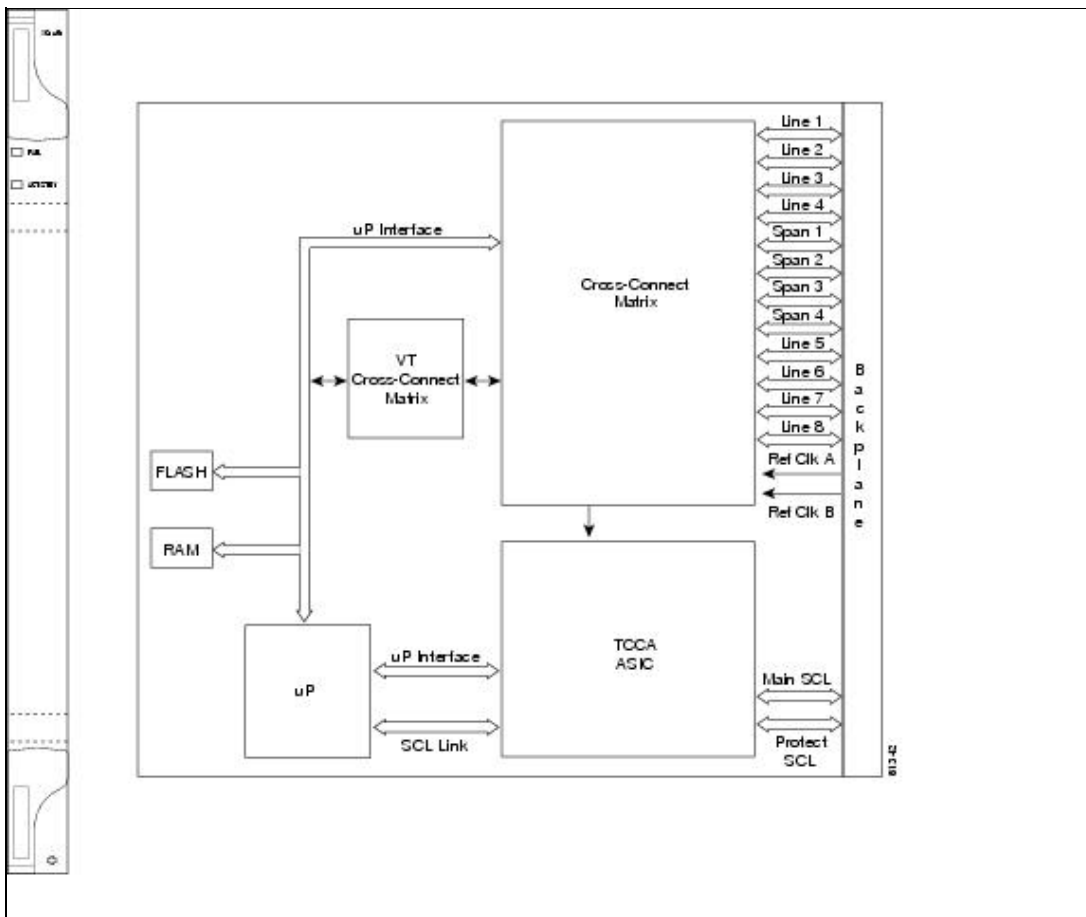 FAIL
uP Interface
Cross-Connect
Matrix
VT
Cross-Connect
Matrix
FLASH
RAM
uP
uP Interface
SCL Link
TCCA
ASIC
Line 1
Line 2
Line 3
Line 4
Span 1
Span 2
Span 3
Span 4
Line 5
Line 6
Line 7
Line 8
Ref Clk A
Ref Clk B
Main SCL
Protect
SCL
Backplane
61342